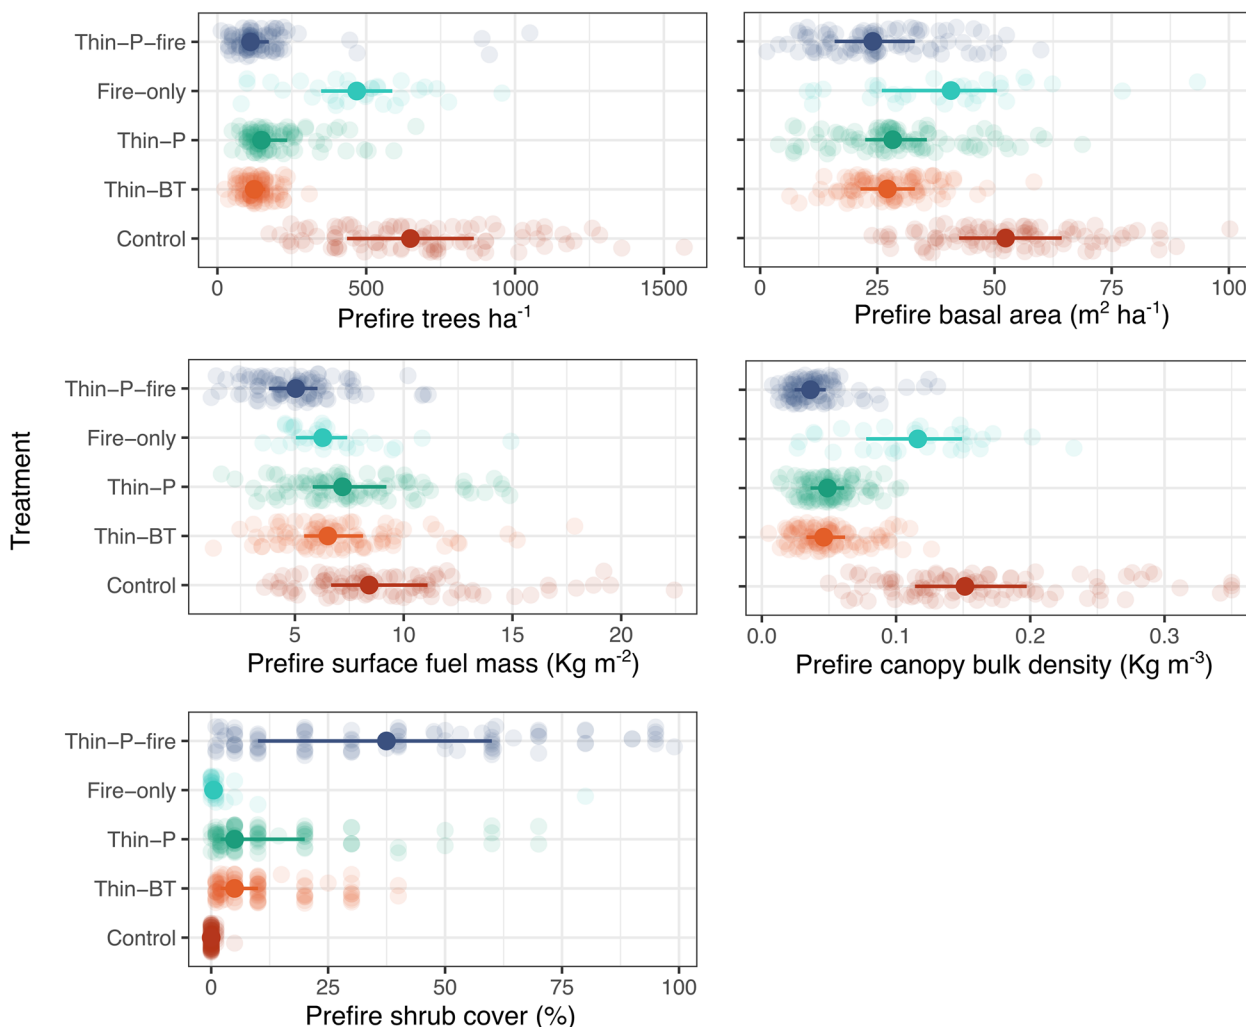 Treatment
Thin-P-fire
Fire-only
Thin-P
Thin-BT
Control
0 500 1000 1500
Prefire trees ha⁻¹
0 25 50 75 100
Prefire basal area (m² ha⁻¹)
Thin-P-fire
Fire-only
Thin-P
Thin-BT
Control
5 10 15 20
Prefire surface fuel mass (Kg m⁻²)
0.0 0.1 0.2 0.3
Prefire canopy bulk density (Kg m⁻³)
Thin-P-fire
Fire-only
Thin-P
Thin-BT
Control
0 25 50 75 100
Prefire shrub cover (%)